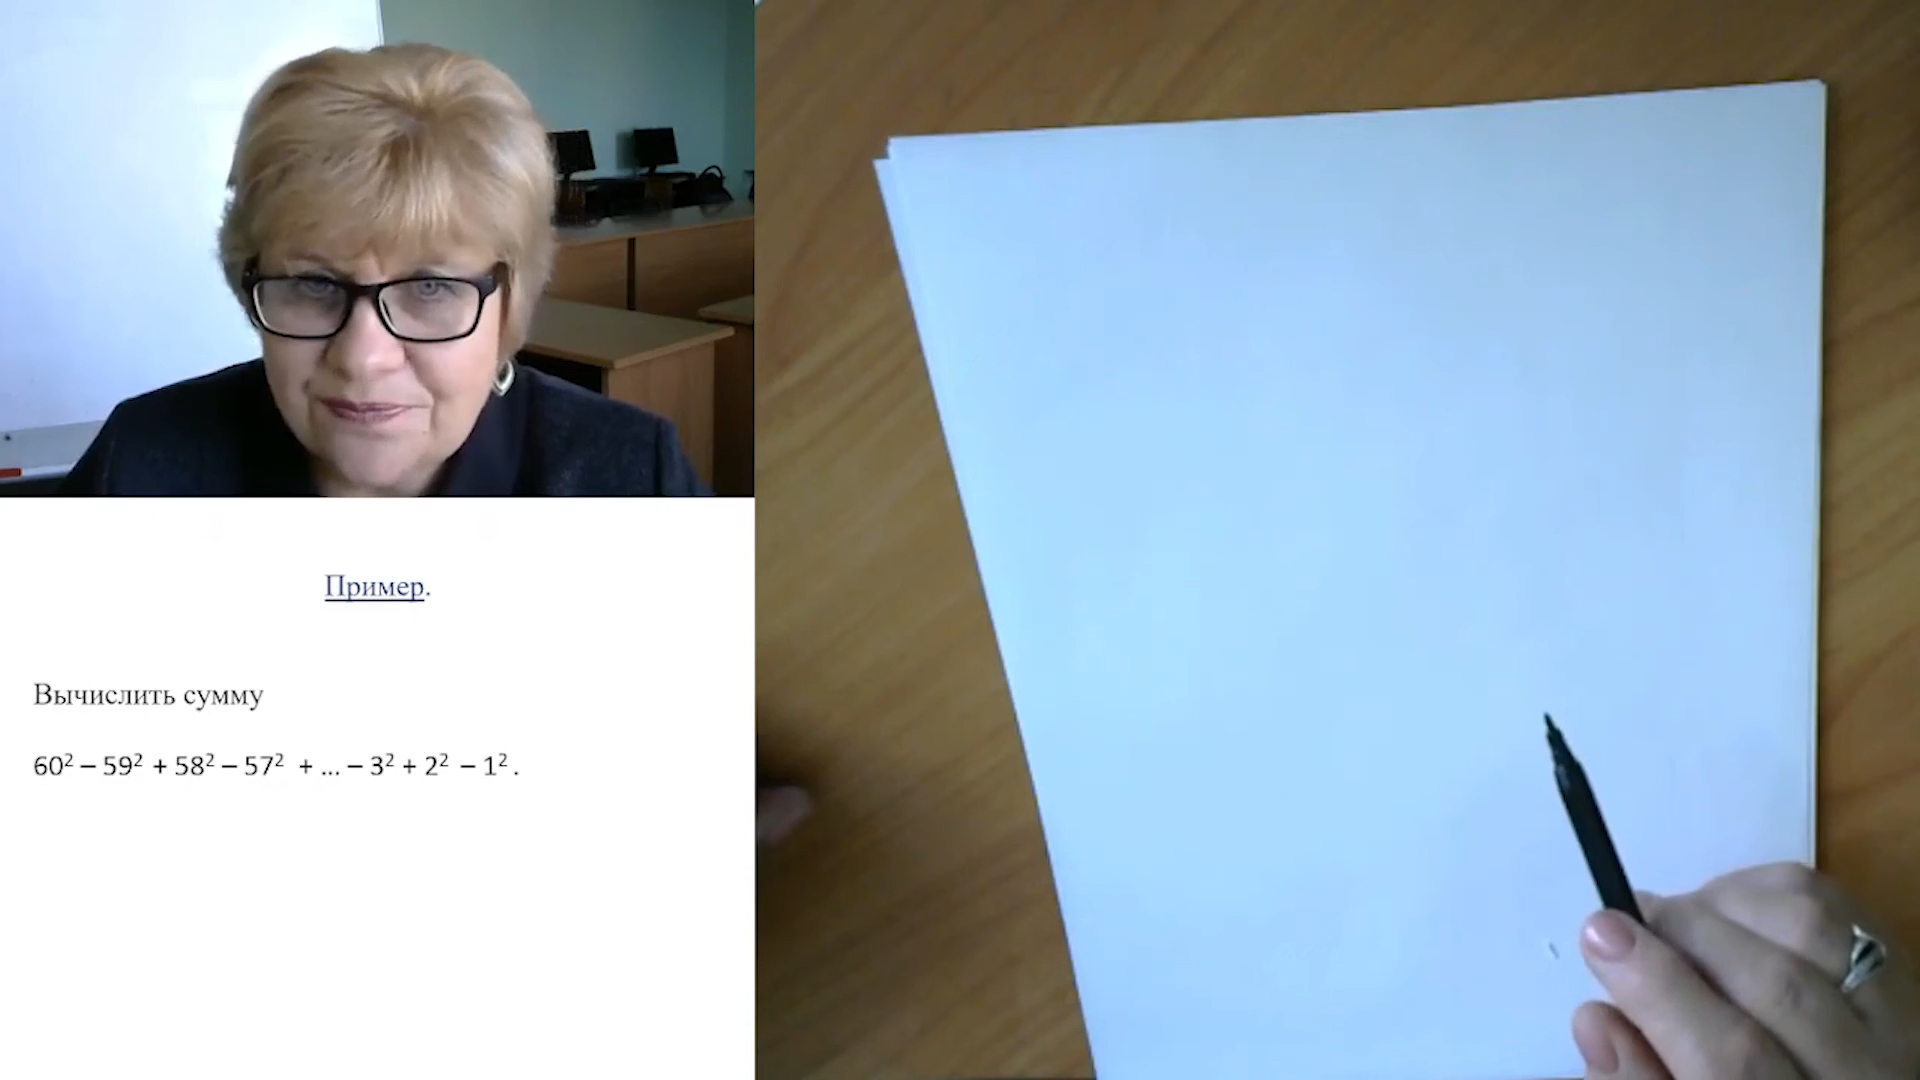 Пример.
Вычислить сумму
60² – 59² + 58² – 57² + ... – 3² + 2² – 1² .